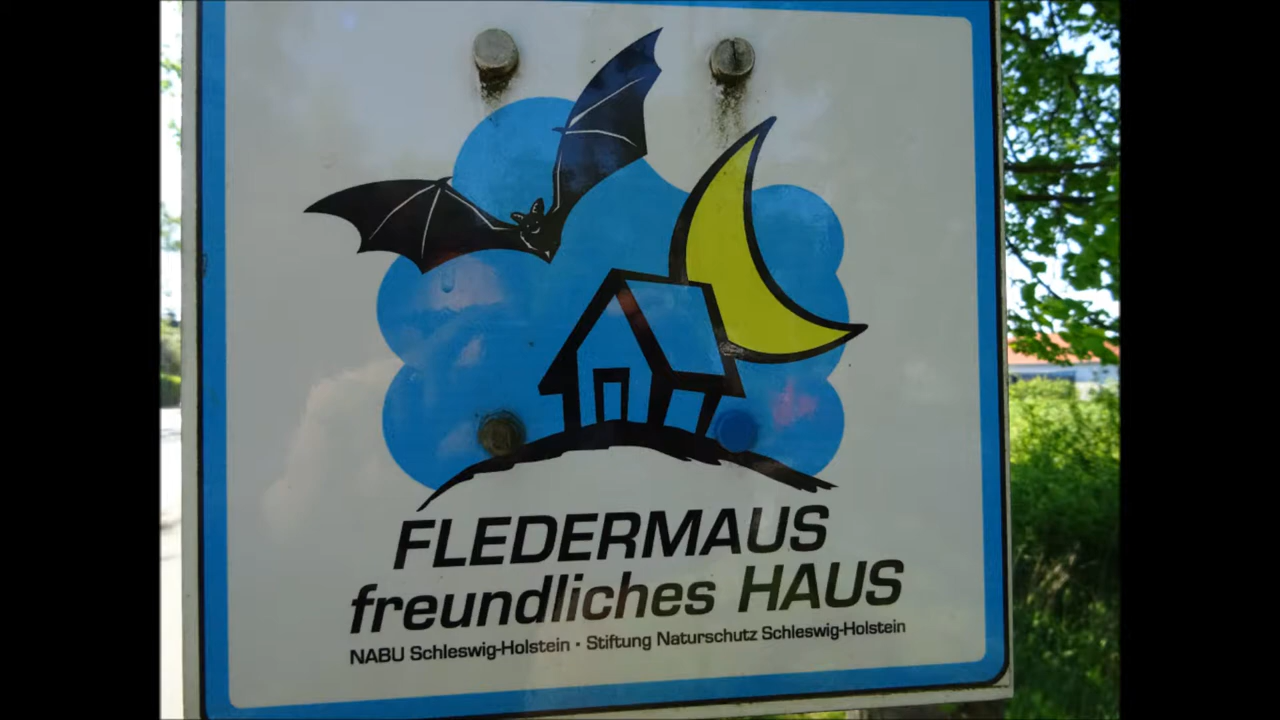 FLEDERMAUS
freundliches HAUS
NABU Schleswig-Holstein • Stiftung Naturschutz Schleswig-Holstein